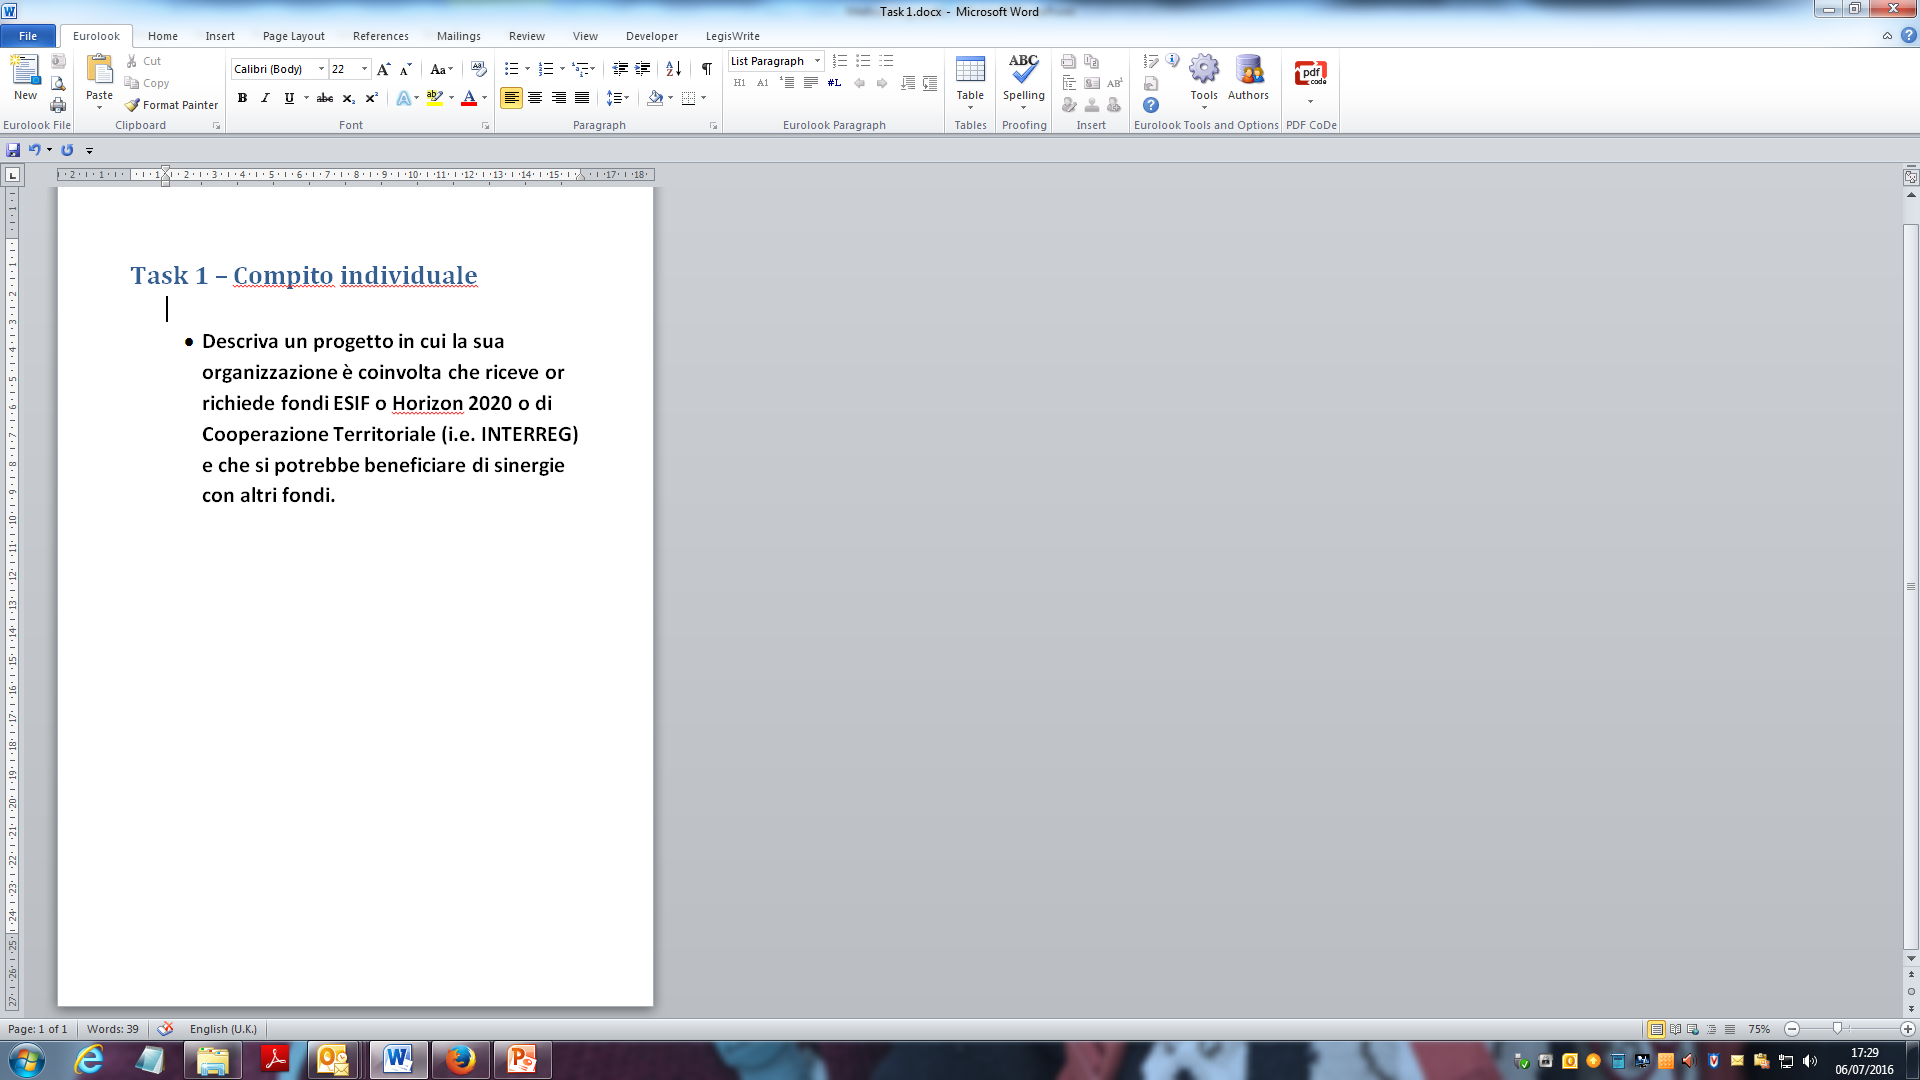 Task 1.docx - Microsoft Word
File Eurolook Home Insert Page Layout References Mailings Review View Developer LegisWrite
New
Paste
Cut
Copy
Format Painter
Calibri (Body) 22
List Paragraph
Table
Spelling
Tools
Authors
Eurolook File Clipboard Font Paragraph Eurolook Paragraph Tables Proofing Insert Eurolook Tools and Options PDF CoDe
Task 1 – Compito individuale
• Descriva un progetto in cui la sua
organizzazione è coinvolta che riceve or
richiede fondi ESIF o Horizon 2020 o di
Cooperazione Territoriale (i.e. INTERREG)
e che si potrebbe beneficiare di sinergie
con altri fondi.
Page: 1 of 1 Words: 39 English (U.K.) 75%
17:29
06/07/2016